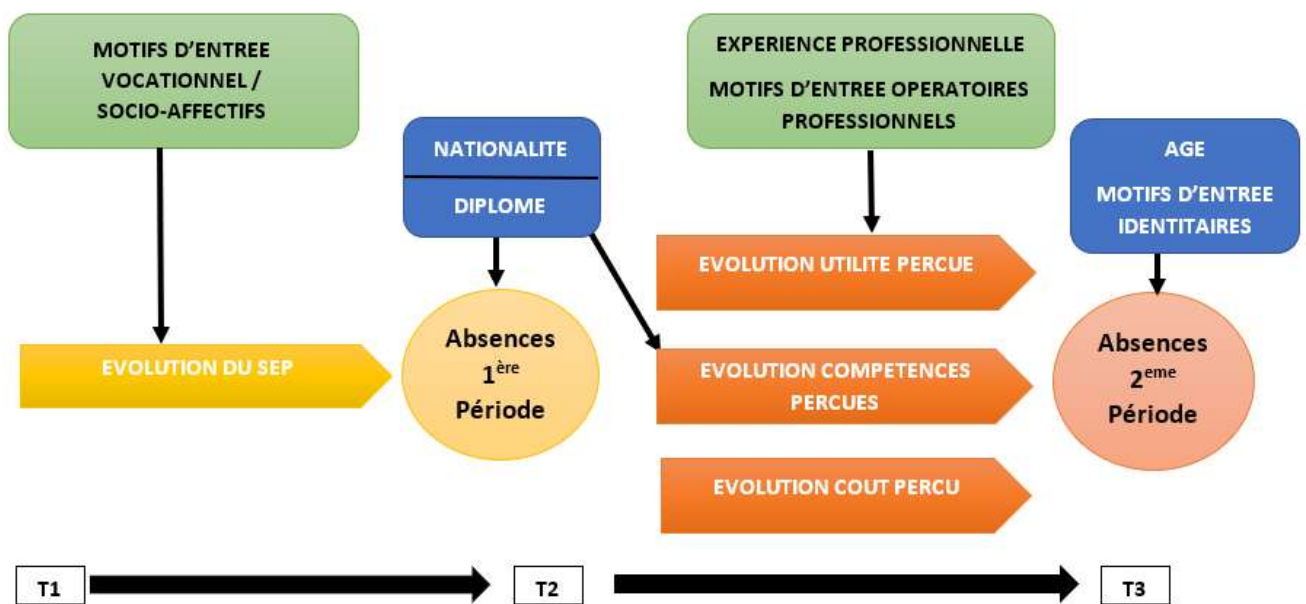 MOTIFS D'ENTREE
VOCATIONNEL /
SOCIO-AFFECTIFS
EXPERIENCE PROFESSIONNELLE
MOTIFS D'ENTREE OPERATOIRES
PROFESSIONNELS
NATIONALITE
DIPLOME
AGE
MOTIFS D'ENTREE
IDENTITAIRES
EVOLUTION UTILITE PERCUE
EVOLUTION DU SEP
Absences
1ère
Période
EVOLUTION COMPETENCES
PERCUES
Absences
2eme
Période
EVOLUTION COUT PERCU
T1
T2
T3